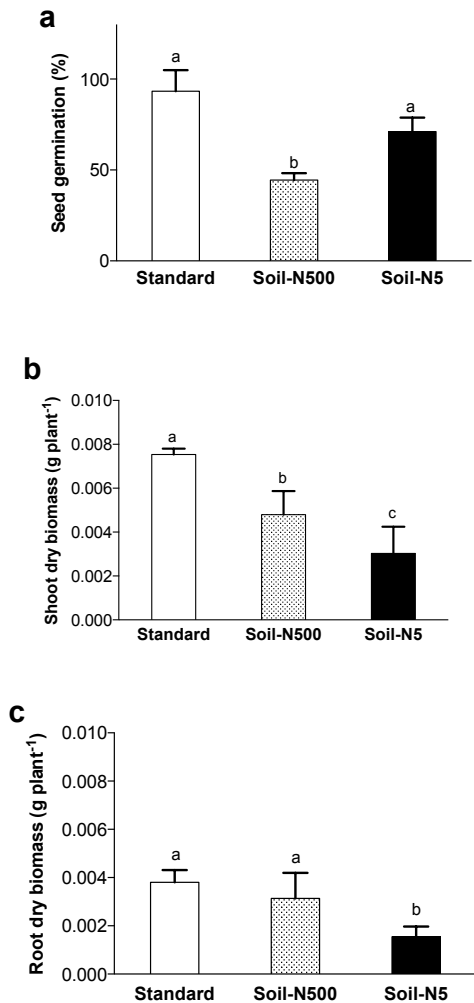 a
Seed germination (%)
100
50
0
a
b
a
Standard Soil-N500 Soil-N5
b
Shoot dry biomass (g plant⁻¹)
0.010
0.008
0.006
0.004
0.002
0.000
a
b
c
Standard Soil-N500 Soil-N5
c
Root dry biomass (g plant⁻¹)
0.010
0.008
0.006
0.004
0.002
0.000
a
a
b
Standard Soil-N500 Soil-N5